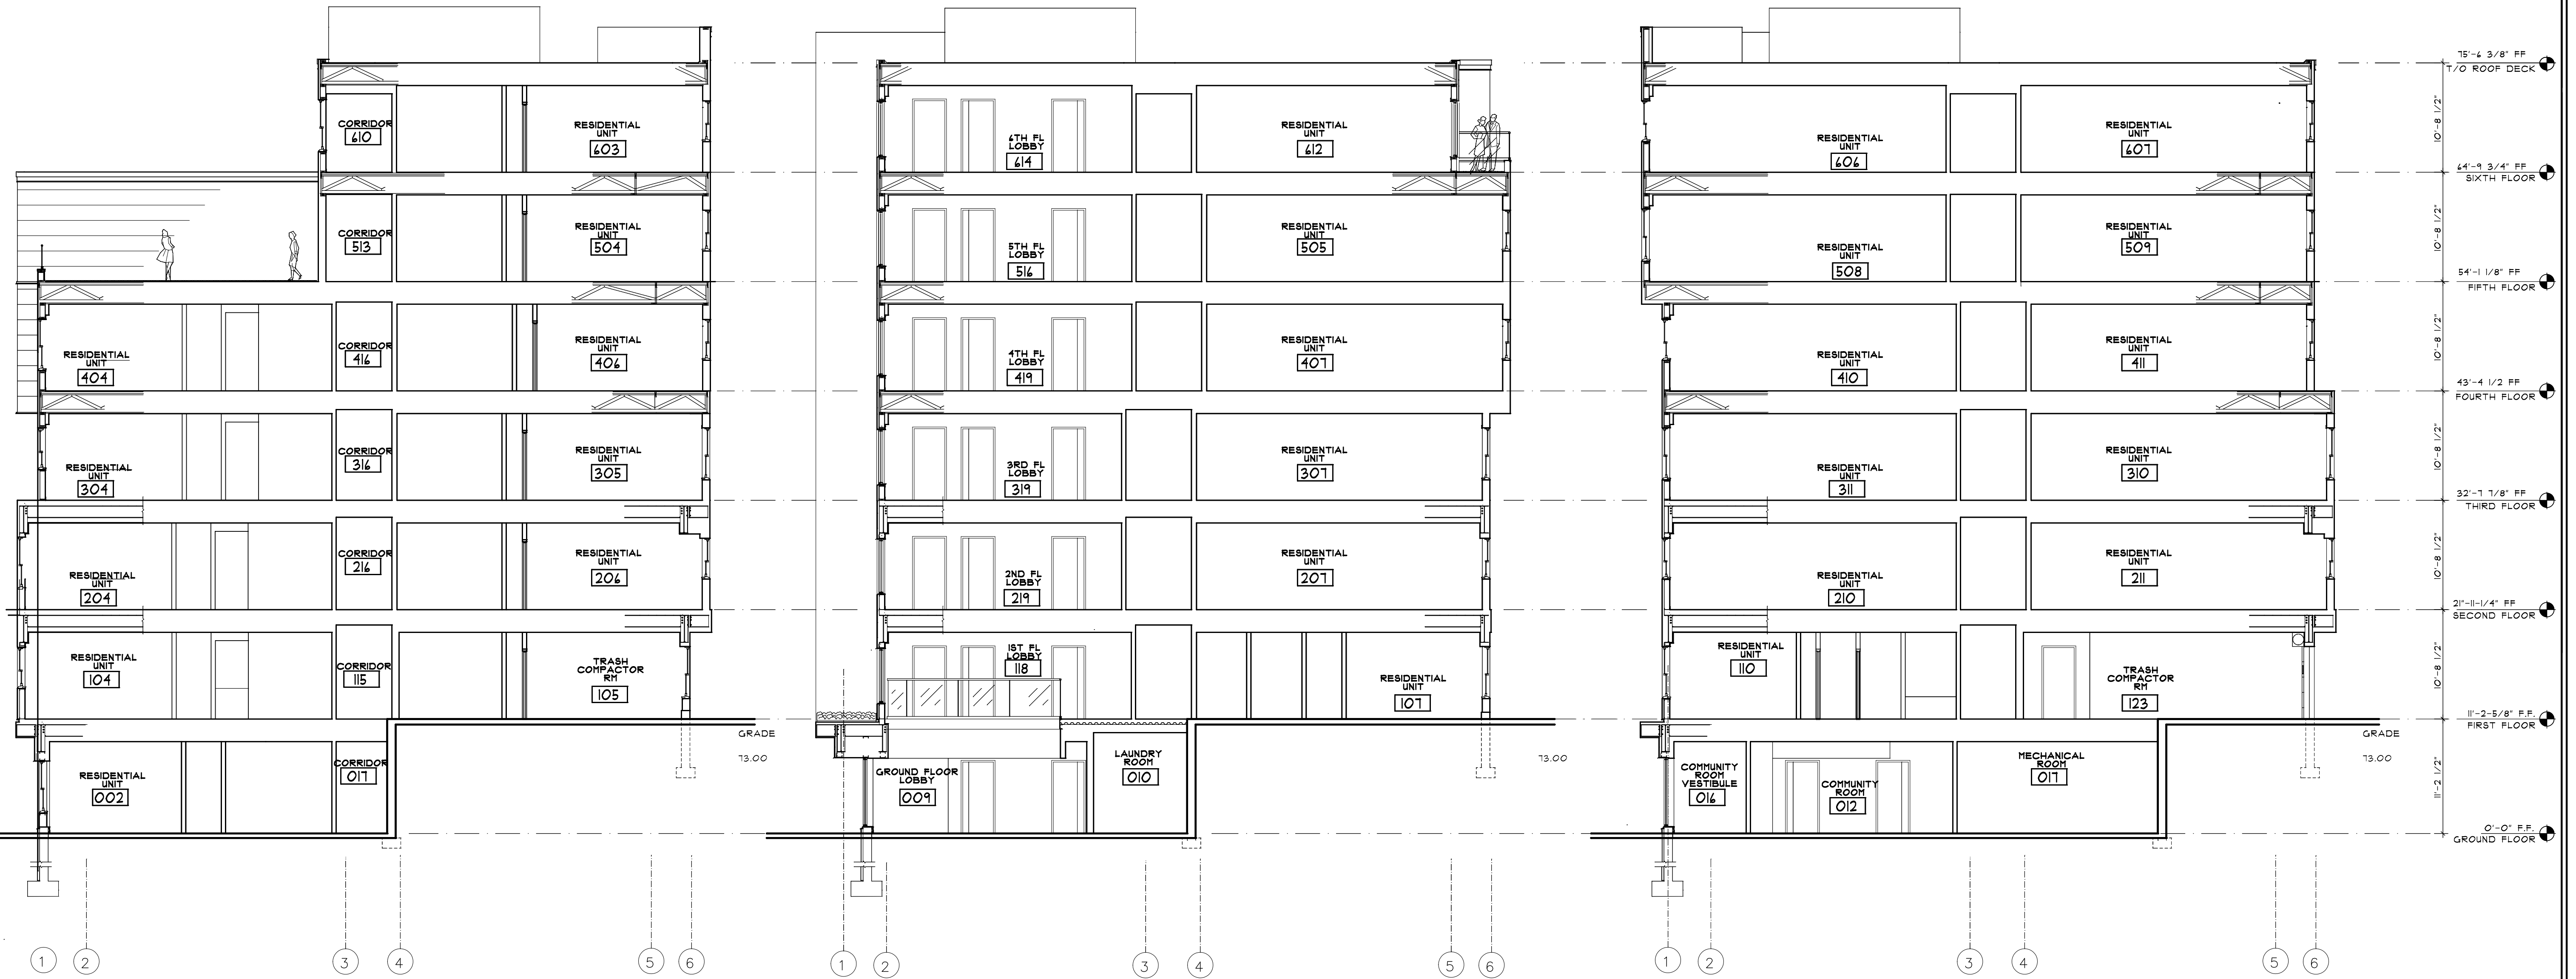 CORRIDOR
610
RESIDENTIAL
UNIT
603
CORRIDOR
513
RESIDENTIAL
UNIT
504
RESIDENTIAL
UNIT
404
CORRIDOR
416
RESIDENTIAL
UNIT
406
RESIDENTIAL
UNIT
304
CORRIDOR
316
RESIDENTIAL
UNIT
305
RESIDENTIAL
UNIT
204
CORRIDOR
216
RESIDENTIAL
UNIT
206
RESIDENTIAL
UNIT
104
CORRIDOR
115
TRASH
COMPACTOR
RM
105
RESIDENTIAL
UNIT
002
CORRIDOR
017
GRADE
73.00
1 2 3 4 5 6
6TH FL
LOBBY
614
RESIDENTIAL
UNIT
612
5TH FL
LOBBY
516
RESIDENTIAL
UNIT
505
4TH FL
LOBBY
419
RESIDENTIAL
UNIT
407
3RD FL
LOBBY
319
RESIDENTIAL
UNIT
307
2ND FL
LOBBY
219
RESIDENTIAL
UNIT
207
1ST FL
LOBBY
118
RESIDENTIAL
UNIT
107
GROUND FLOOR
LOBBY
009
LAUNDRY
ROOM
010
73.00
1 2 3 4 5 6
RESIDENTIAL
UNIT
606
RESIDENTIAL
UNIT
607
RESIDENTIAL
UNIT
508
RESIDENTIAL
UNIT
509
RESIDENTIAL
UNIT
410
RESIDENTIAL
UNIT
411
RESIDENTIAL
UNIT
311
RESIDENTIAL
UNIT
310
RESIDENTIAL
UNIT
210
RESIDENTIAL
UNIT
211
RESIDENTIAL
UNIT
110
TRASH
COMPACTOR
RM
123
COMMUNITY
ROOM
VESTIBULE
016
COMMUNITY
ROOM
012
MECHANICAL
ROOM
017
GRADE
73.00
1 2 3 4 5 6
75'-6 3/8" FF
T/O ROOF DECK
10'-8 1/2"
64'-9 3/4" FF
SIXTH FLOOR
10'-8 1/2"
54'-1 1/8" FF
FIFTH FLOOR
10'-8 1/2"
43'-4 1/2 FF
FOURTH FLOOR
10'-8 1/2"
32'-7 7/8" FF
THIRD FLOOR
10'-8 1/2"
21'-11-1/4" FF
SECOND FLOOR
10'-8 1/2"
11'-2-5/8" F.F.
FIRST FLOOR
11'-2 1/2"
0'-0" F.F.
GROUND FLOOR